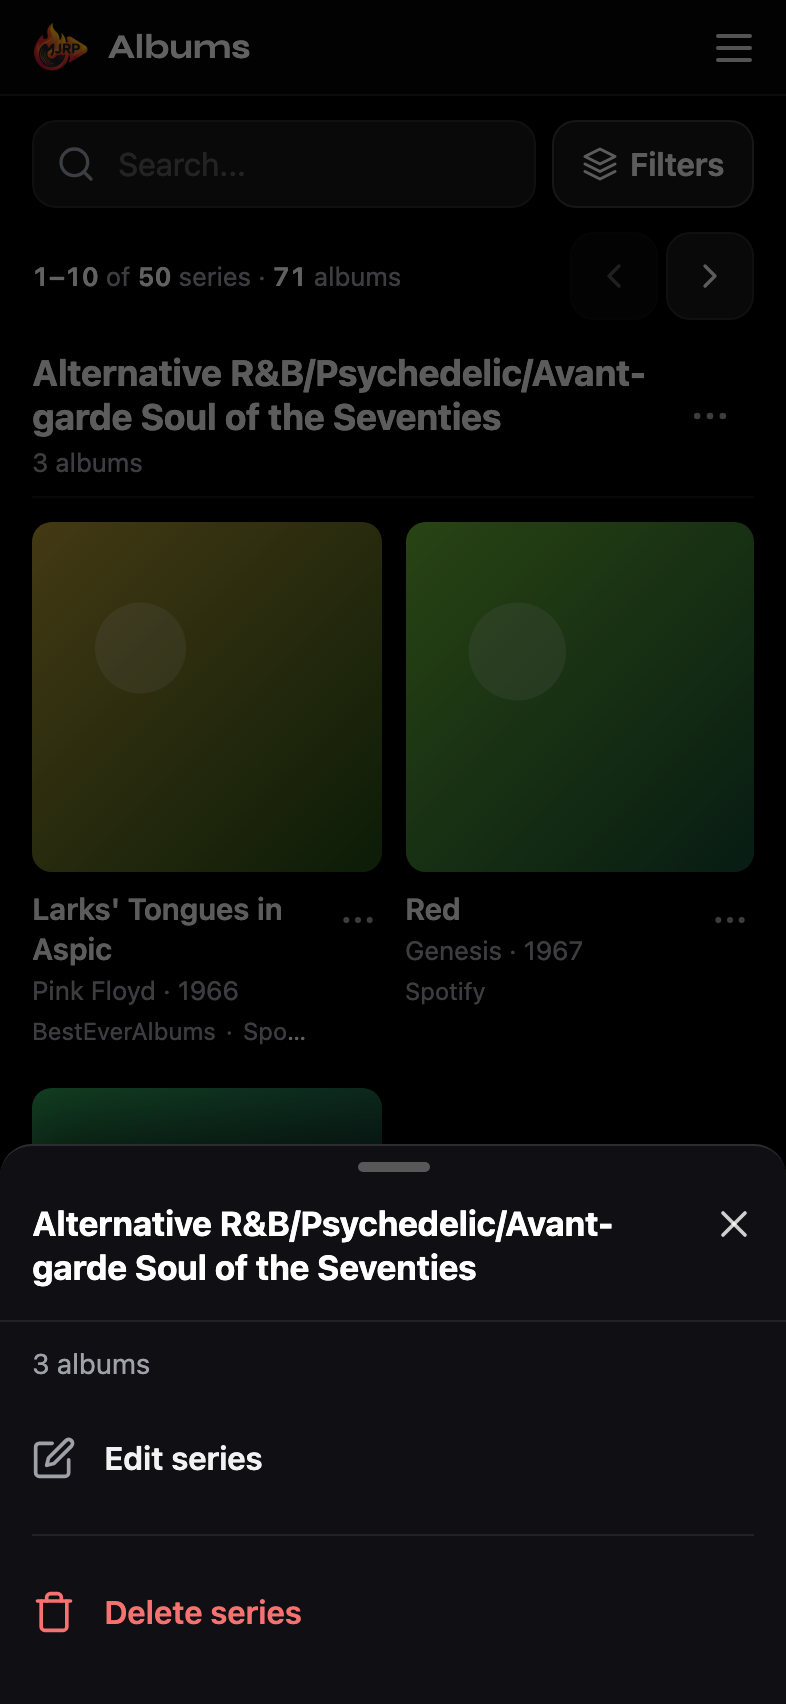 MJRP
Albums
Search...
Filters
1–10 of 50 series · 71 albums
Alternative R&B/Psychedelic/Avant-
garde Soul of the Seventies
3 albums
Larks' Tongues in
Aspic
Pink Floyd · 1966
BestEverAlbums · Spo...
Red
Genesis · 1967
Spotify
Alternative R&B/Psychedelic/Avant-
garde Soul of the Seventies
3 albums
Edit series
Delete series